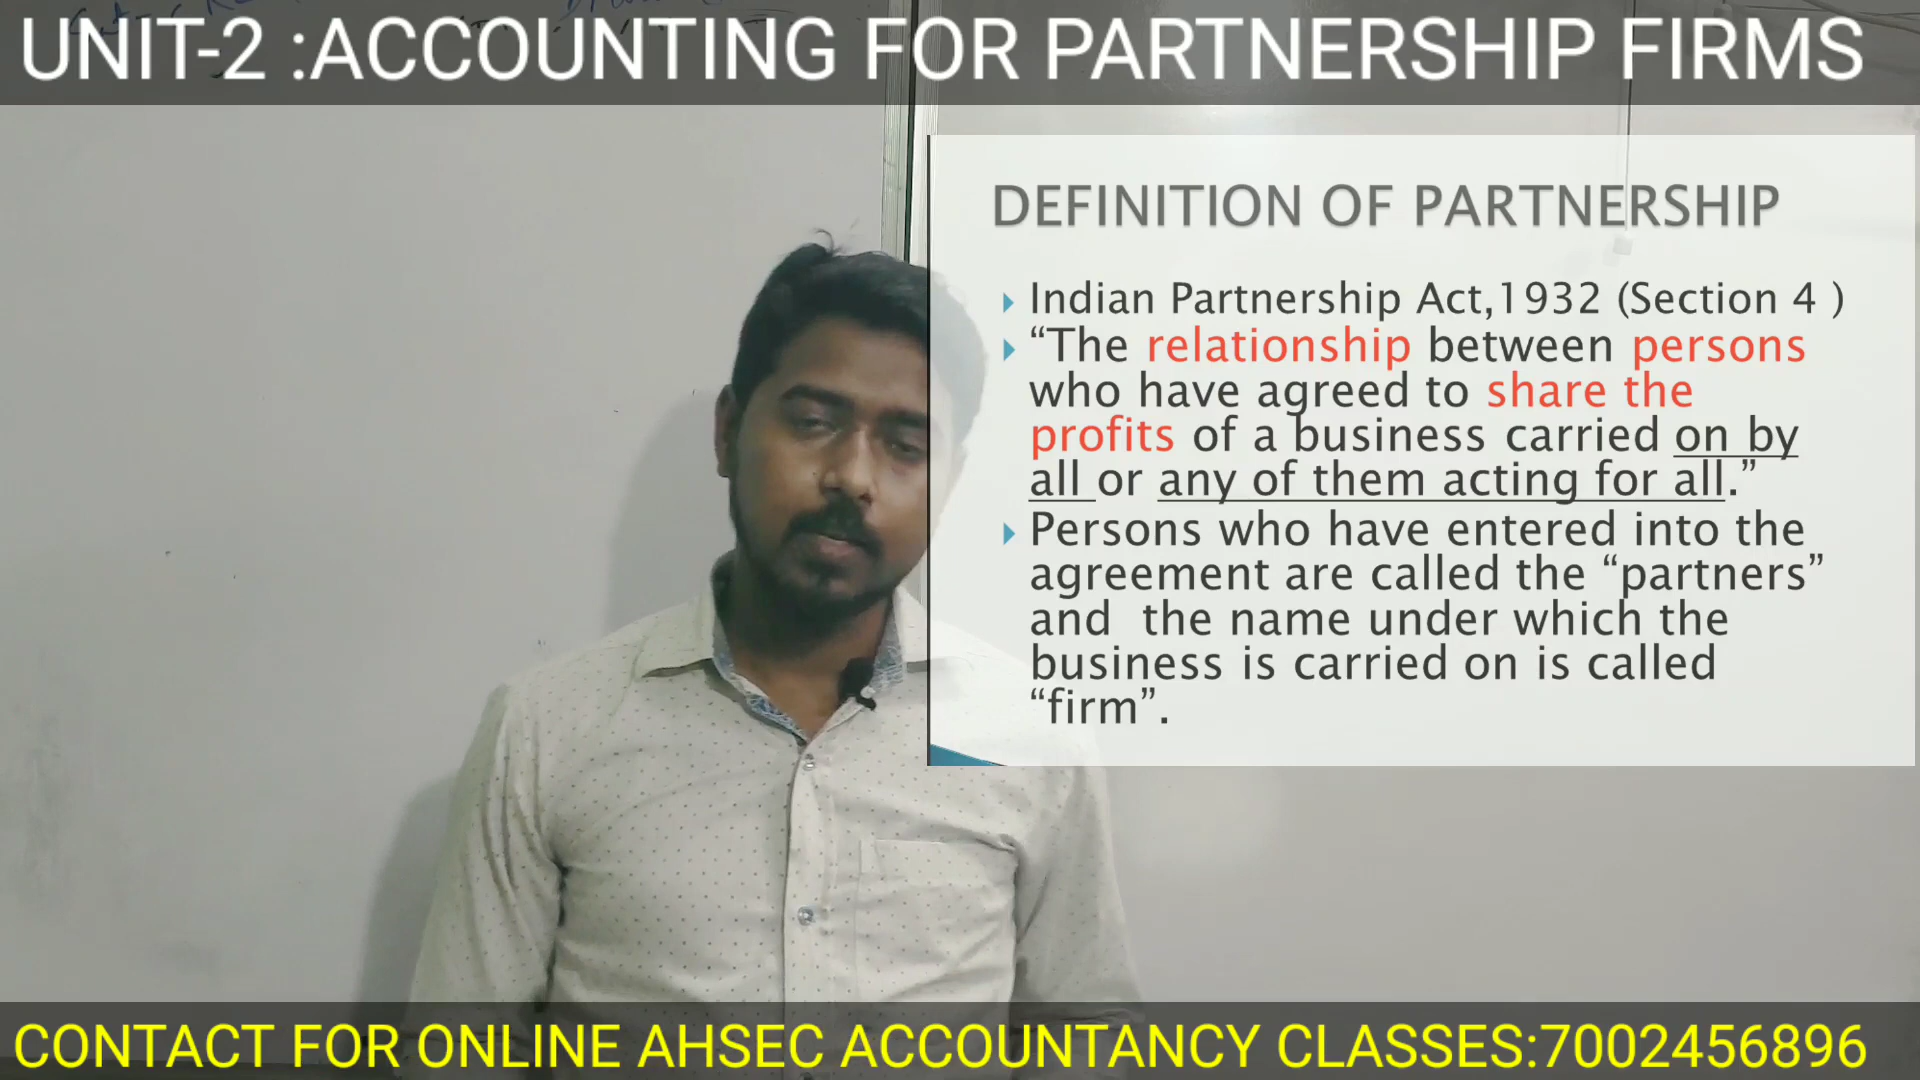 UNIT-2 :ACCOUNTING FOR PARTNERSHIP FIRMS
DEFINITION OF PARTNERSHIP
Indian Partnership Act,1932 (Section 4 )
“The relationship between persons
who have agreed to share the
profits of a business carried on by
all or any of them acting for all.”
Persons who have entered into the
agreement are called the “partners”
and the name under which the
business is carried on is called
“firm”.
CONTACT FOR ONLINE AHSEC ACCOUNTANCY CLASSES:7002456896